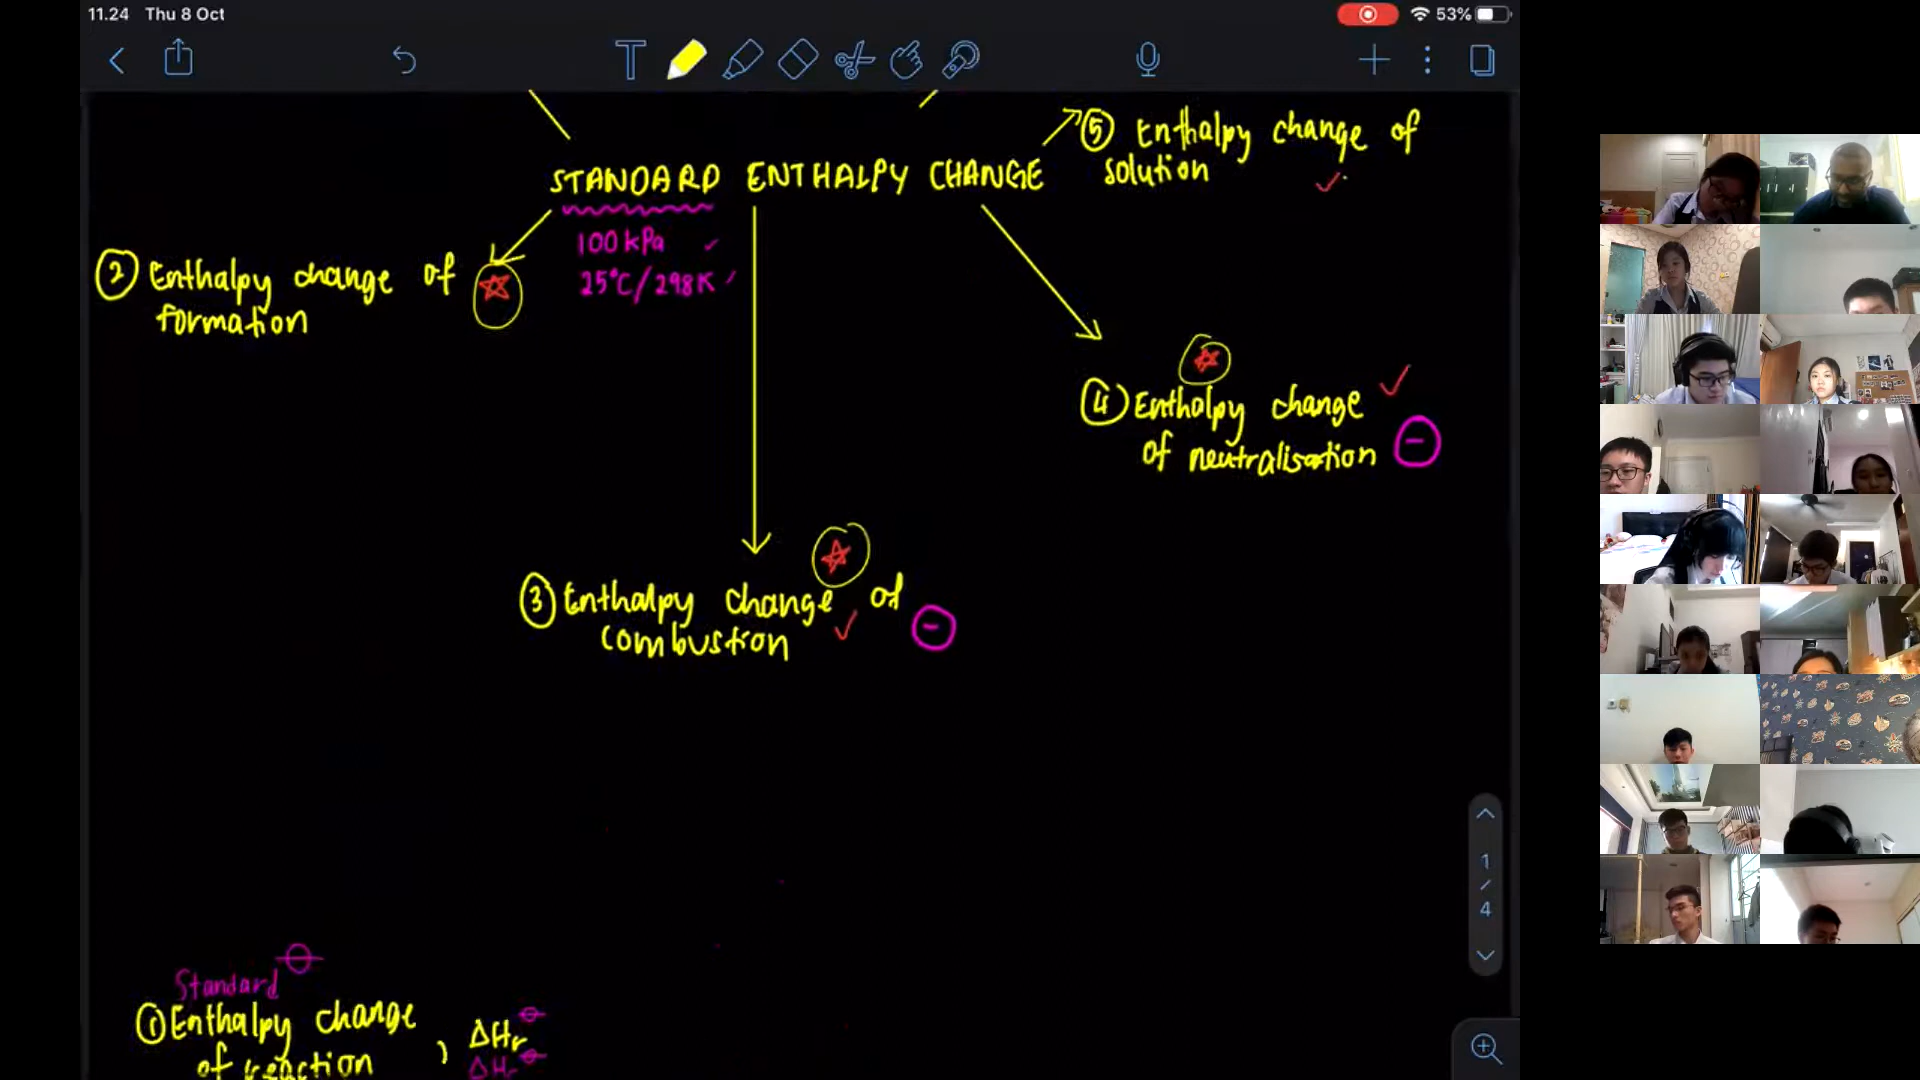 11.24 Thu 8 Oct
53%
T
⑤ Enthalpy change of
solution ✓
STANDARD ENTHALPY CHANGE
100 kPa ✓
25°C/298K ✓
② Enthalpy change of
formation
④ Enthalpy change ✓
of neutralisation ⊖
③ Enthalpy change of
combustion ✓ ⊖
1
/
4
Standard ⊖
① Enthalpy change
of reaction , ΔHr⊖
ΔHr⊖